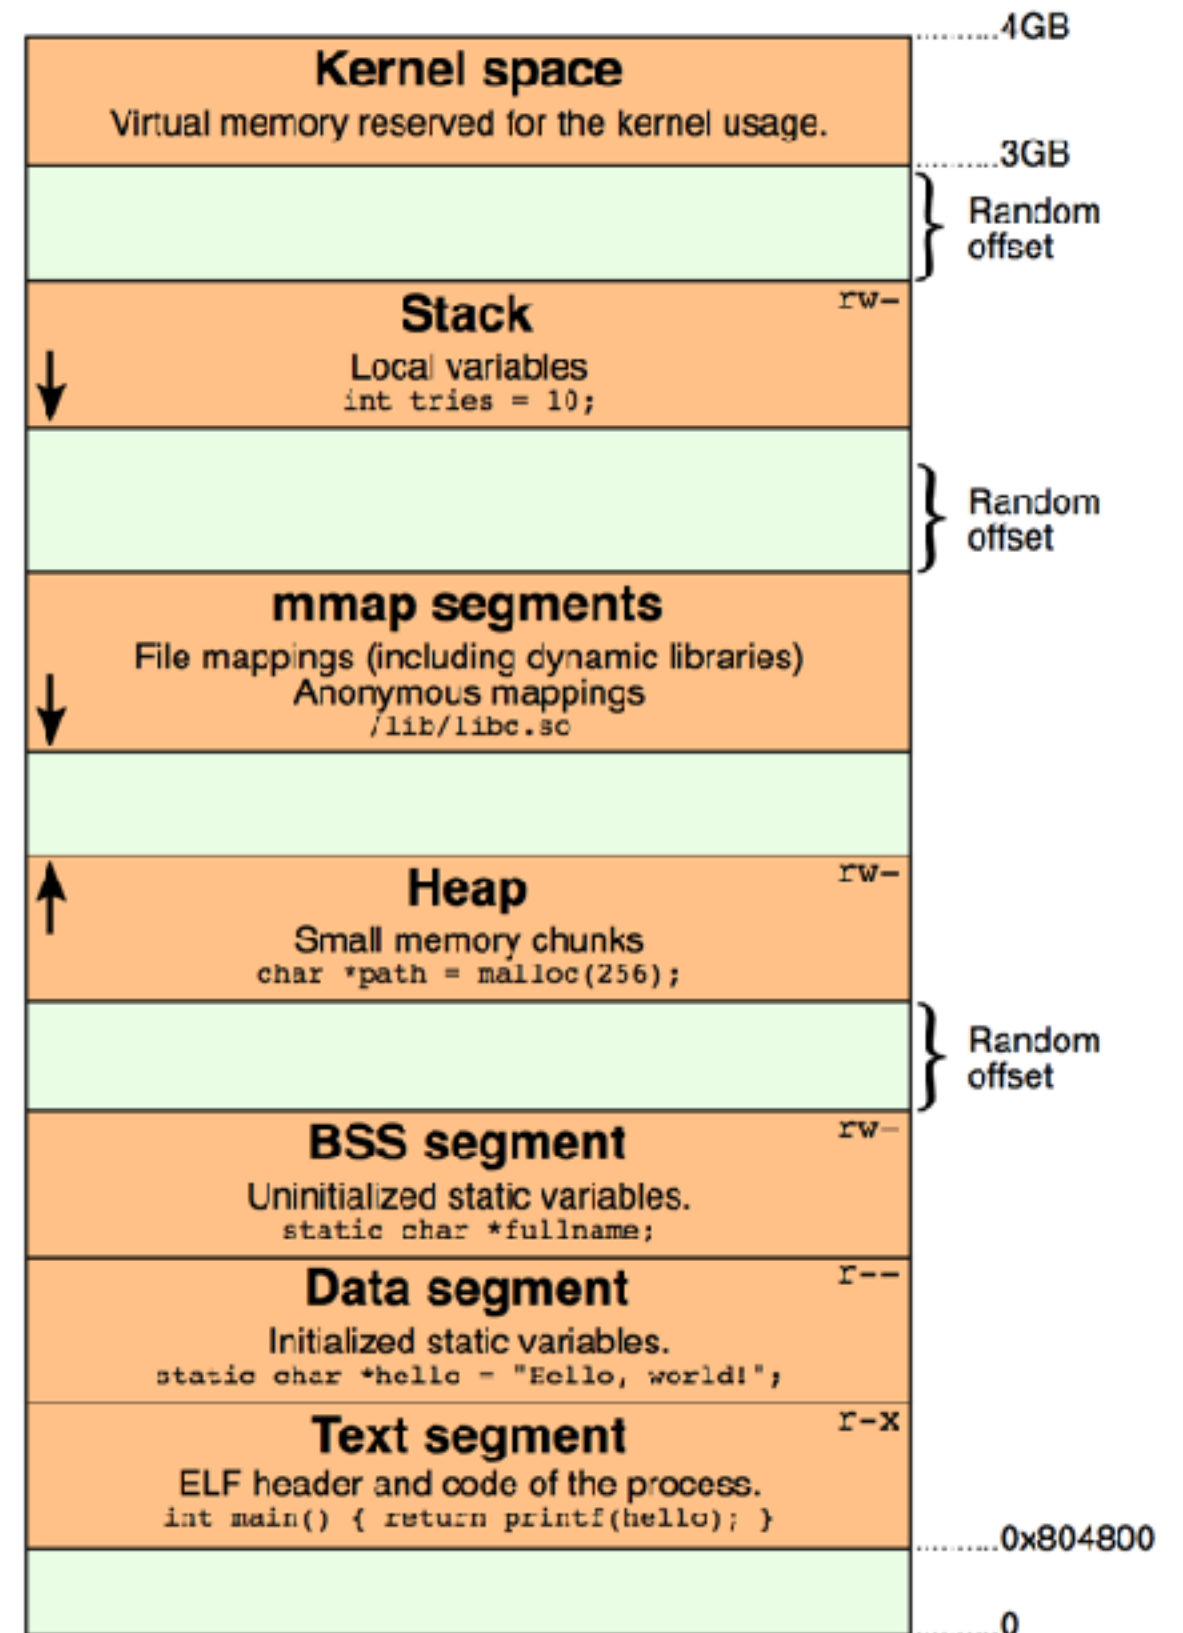 4GB
Kernel space
Virtual memory reserved for the kernel usage.
3GB
Random
offset
rw-
Stack
Local variables
int tries = 10;
Random
offset
mmap segments
File mappings (including dynamic libraries)
Anonymous mappings
/lib/libc.so
rw-
Heap
Small memory chunks
char *path = malloc(256);
Random
offset
rw-
BSS segment
Uninitialized static variables.
static char *fullname;
r--
Data segment
Initialized static variables.
static char *hello = "Hello, world!";
r-x
Text segment
ELF header and code of the process.
int main() { return printf(hello); }
0x804800
0